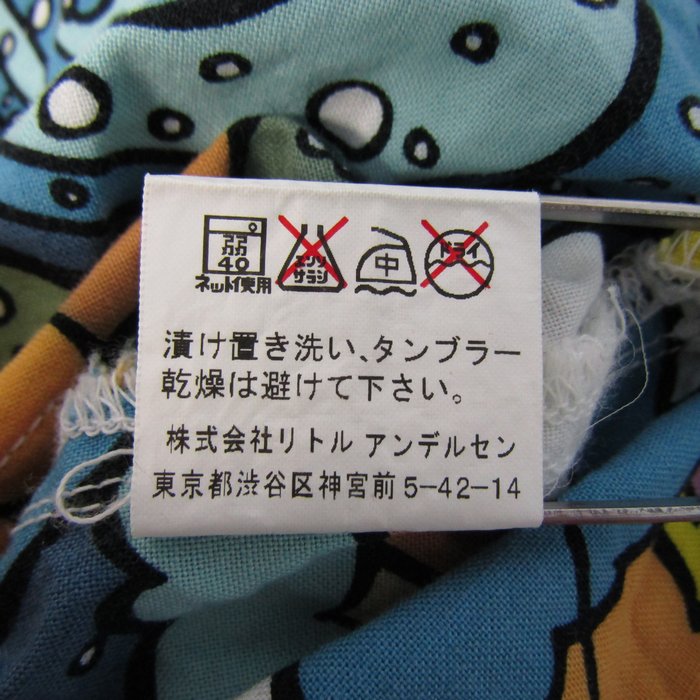 弱 40 中 ドライ
ネット使用 エンソ サラシ
漬け置き洗い、タンブラー
乾燥は避けて下さい。
株式会社リトル アンデルセン
東京都渋谷区神宮前5-42-14